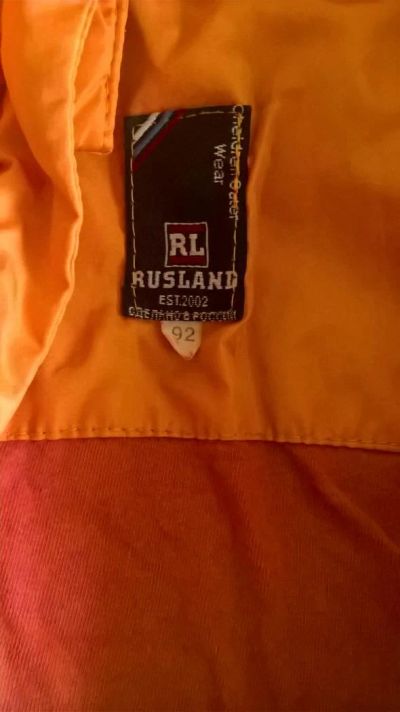 Children Outer
Wear
RL
RUSLAND
EST.2002
СДЕЛАНО В РОССИИ
92